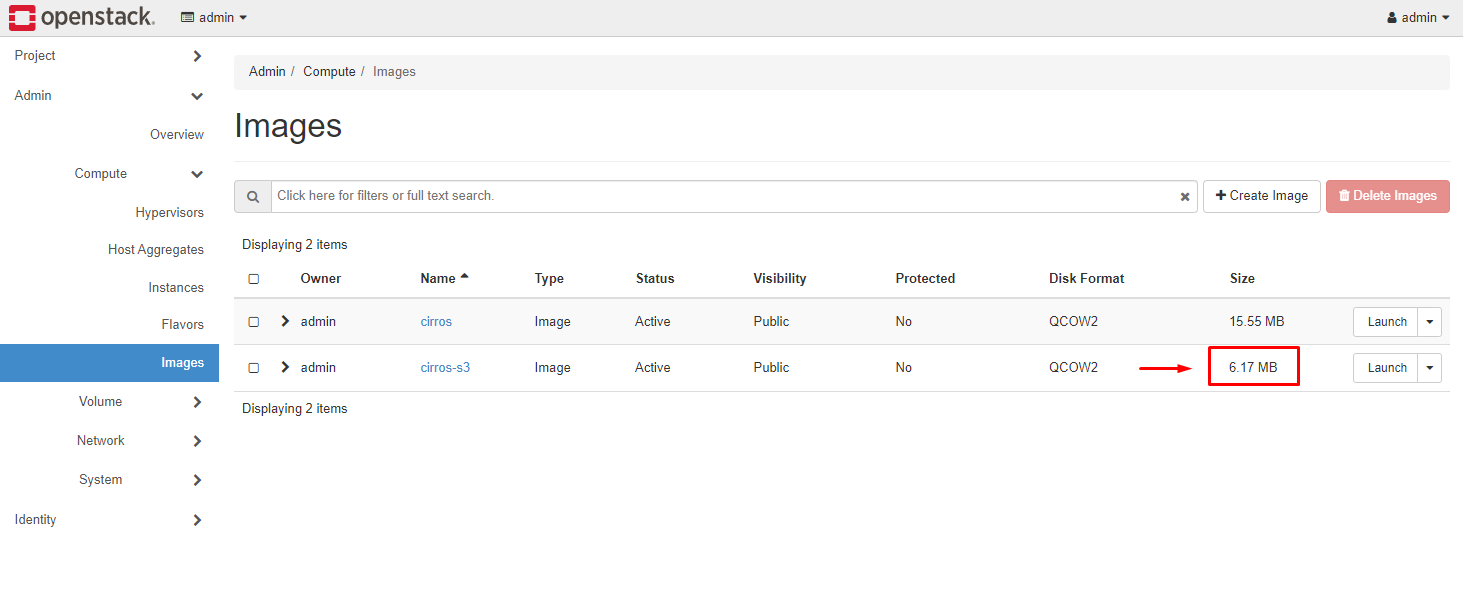 openstack. admin admin
Project
Admin
Overview
Compute
Hypervisors
Host Aggregates
Instances
Flavors
Images
Volume
Network
System
Identity
Admin / Compute / Images
Images
Click here for filters or full text search. Create Image Delete Images
Displaying 2 items
Owner Name Type Status Visibility Protected Disk Format Size
admin cirros Image Active Public No QCOW2 15.55 MB Launch
admin cirros-s3 Image Active Public No QCOW2 6.17 MB Launch
Displaying 2 items